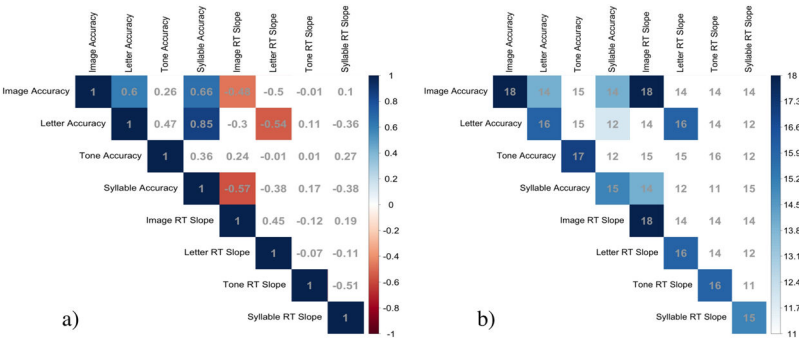 Image Accuracy
Letter Accuracy
Tone Accuracy
Syllable Accuracy
Image RT Slope
Letter RT Slope
Tone RT Slope
Syllable RT Slope
Image Accuracy 1 0.6 0.26 0.66 -0.5 -0.01 0.1
Letter Accuracy 1 0.47 0.85 -0.3 -0.54 0.11 -0.36
Tone Accuracy 1 0.36 0.24 -0.01 0.01 0.27
Syllable Accuracy 1 -0.57 -0.38 0.17 -0.38
Image RT Slope 1 0.45 -0.12 0.19
Letter RT Slope 1 -0.07 -0.11
Tone RT Slope 1 -0.51
Syllable RT Slope 1
1
0.8
0.6
0.4
0.2
0
-0.2
-0.4
-0.6
-0.8
-1
a)
Image Accuracy
Letter Accuracy
Tone Accuracy
Syllable Accuracy
Image RT Slope
Letter RT Slope
Tone RT Slope
Syllable RT Slope
Image Accuracy 18 14 15 14 18 14 14 14
Letter Accuracy 16 15 12 14 16 14 12
Tone Accuracy 17 12 15 15 16 12
Syllable Accuracy 15 14 12 11 15
Image RT Slope 18 14 14 14
Letter RT Slope 16 14 12
Tone RT Slope 16 11
Syllable RT Slope 15
18
17.3
16.6
15.9
15.2
14.5
13.8
13.1
12.4
11.7
11
b)